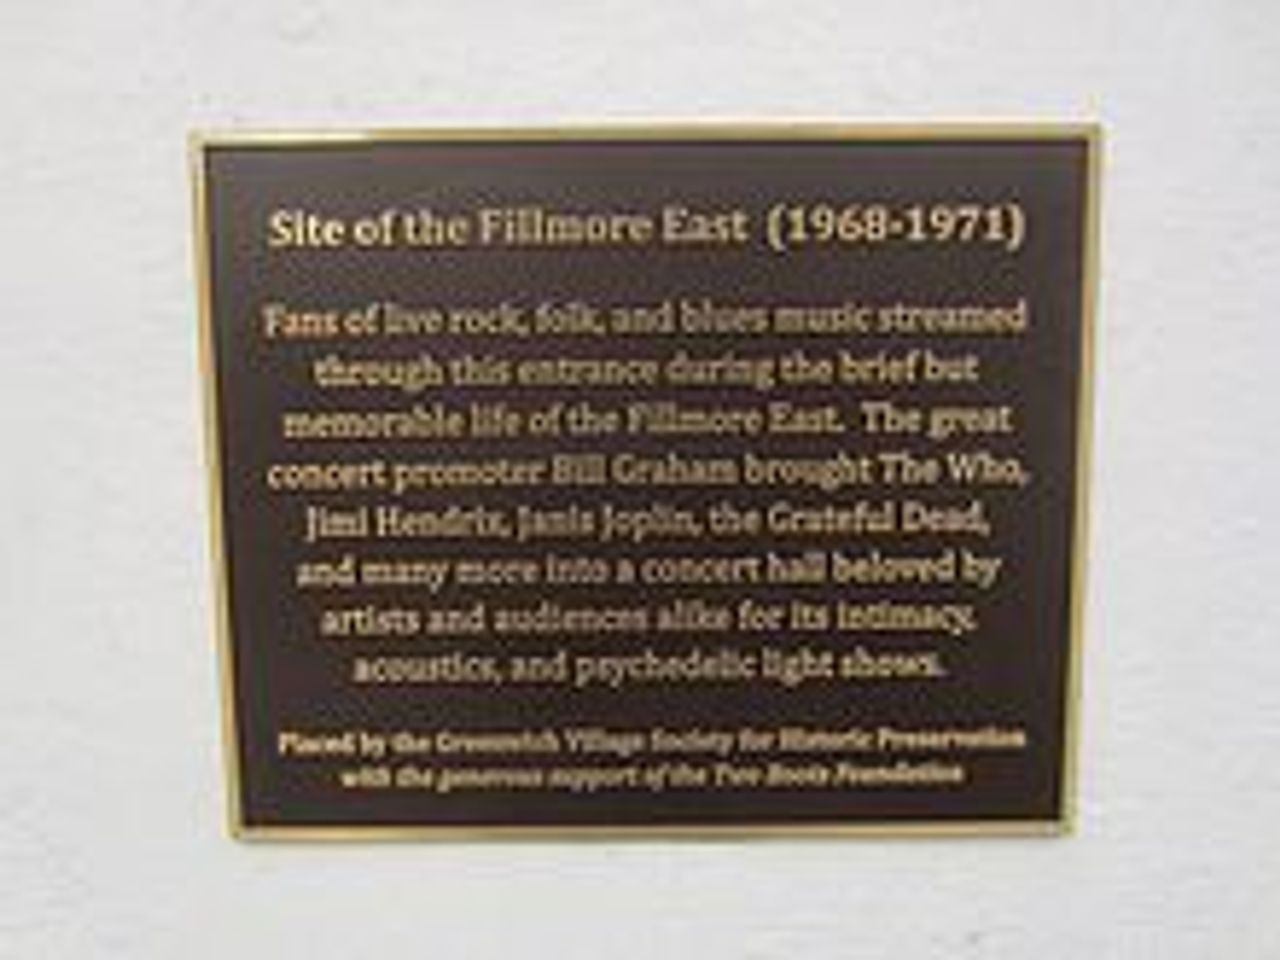 Site of the Fillmore East (1968-1971)
Fans of live rock, folk, and blues music streamed
through this entrance during the brief but
memorable life of the Fillmore East. The great
concert promoter Bill Graham brought The Who,
Jimi Hendrix, Janis Joplin, the Grateful Dead,
and many more into a concert hall beloved by
artists and audiences alike for its intimacy,
acoustics, and psychedelic light shows.
Placed by the Greenwich Village Society for Historic Preservation
with the generous support of the Two Boots Foundation